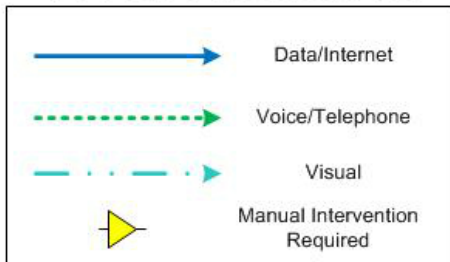 Data/Internet
Voice/Telephone
Visual
Manual Intervention
Required